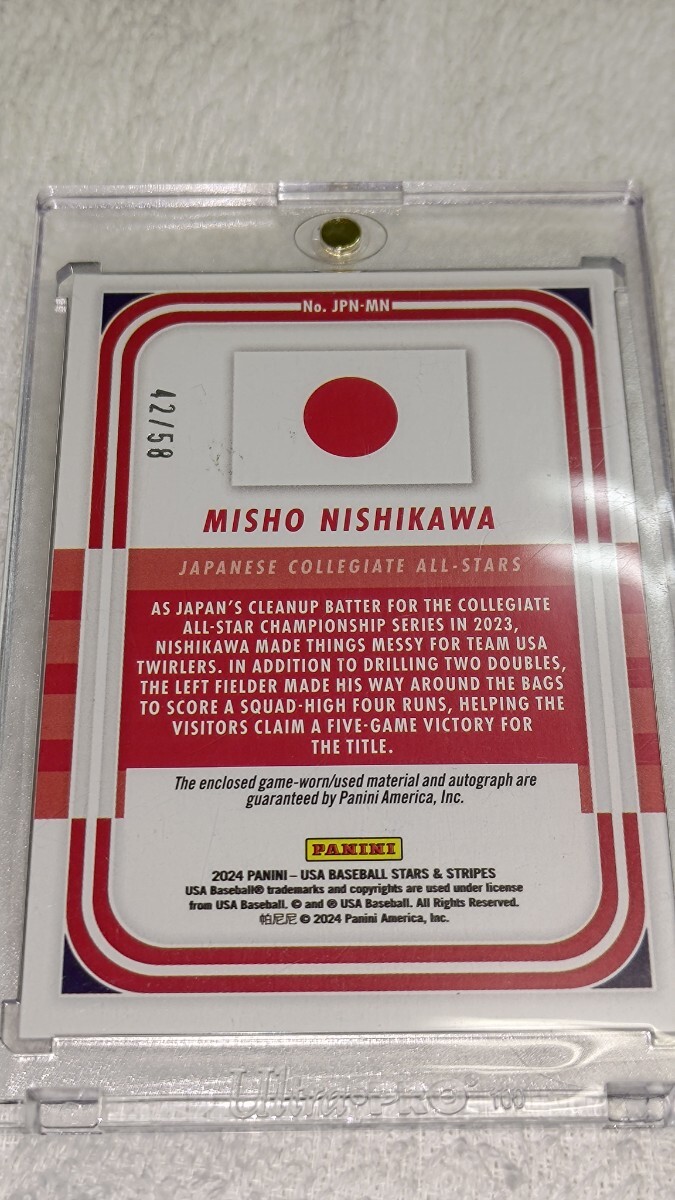 No. JPN-MN
42/58
MISHO NISHIKAWA
JAPANESE COLLEGIATE ALL-STARS
AS JAPAN'S CLEANUP BATTER FOR THE COLLEGIATE
ALL-STAR CHAMPIONSHIP SERIES IN 2023,
NISHIKAWA MADE THINGS MESSY FOR TEAM USA
TWIRLERS. IN ADDITION TO DRILLING TWO DOUBLES,
THE LEFT FIELDER MADE HIS WAY AROUND THE BAGS
TO SCORE A SQUAD-HIGH FOUR RUNS, HELPING THE
VISITORS CLAIM A FIVE-GAME VICTORY FOR
THE TITLE.
The enclosed game-worn/used material and autograph are
guaranteed by Panini America, Inc.
PANINI
2024 PANINI – USA BASEBALL STARS & STRIPES
USA Baseball® trademarks and copyrights are used under license
from USA Baseball. © and ® USA Baseball. All Rights Reserved.
帕尼尼 © 2024 Panini America, Inc.
Ultra•PRO